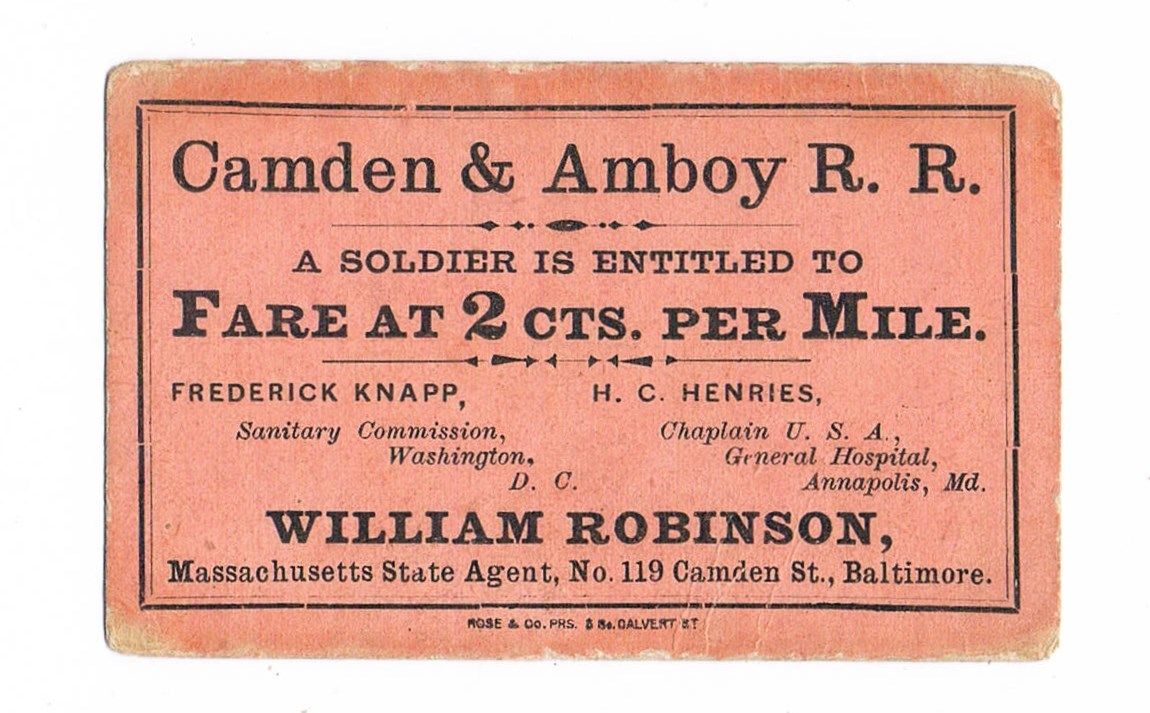 Camden & Amboy R. R.
A SOLDIER IS ENTITLED TO
FARE AT 2 CTS. PER MILE.
FREDERICK KNAPP,
Sanitary Commission,
Washington,
D. C.
H. C. HENRIES,
Chaplain U. S. A.,
General Hospital,
Annapolis, Md.
WILLIAM ROBINSON,
Massachusetts State Agent, No. 119 Camden St., Baltimore.
ROSE & CO. PRS. 5 So. CALVERT ST